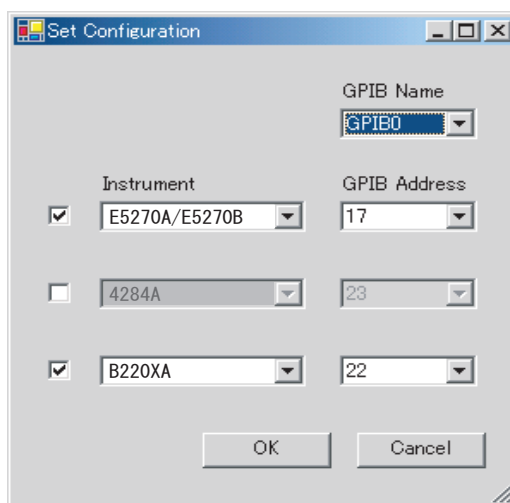 Set Configuration
GPIB Name
GPIB0
Instrument GPIB Address
E5270A/E5270B 17
4284A 23
B220XA 22
OK Cancel